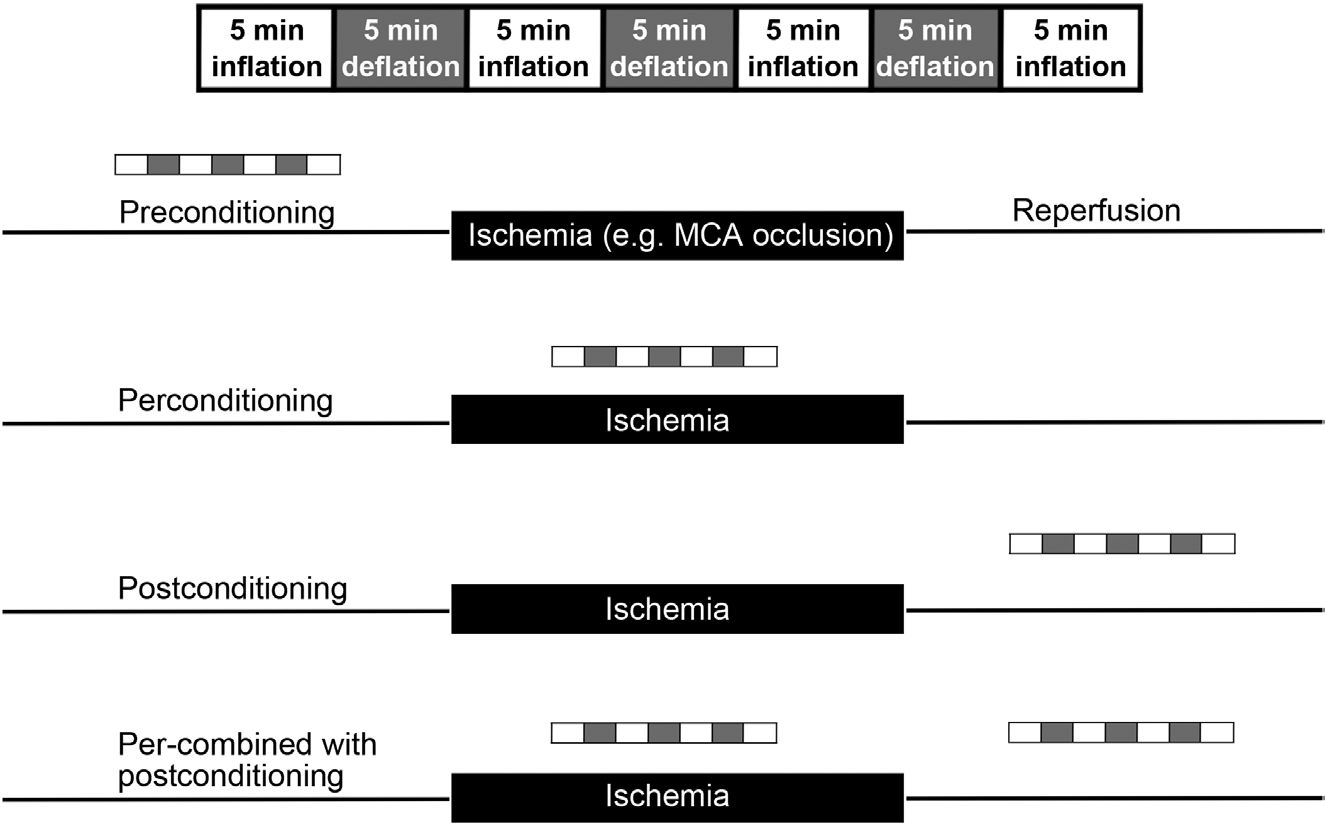 5 min 5 min 5 min 5 min 5 min 5 min 5 min
inflation deflation inflation deflation inflation deflation inflation
Preconditioning
Ischemia (e.g. MCA occlusion)
Reperfusion
Perconditioning
Ischemia
Postconditioning
Ischemia
Per-combined with
postconditioning
Ischemia